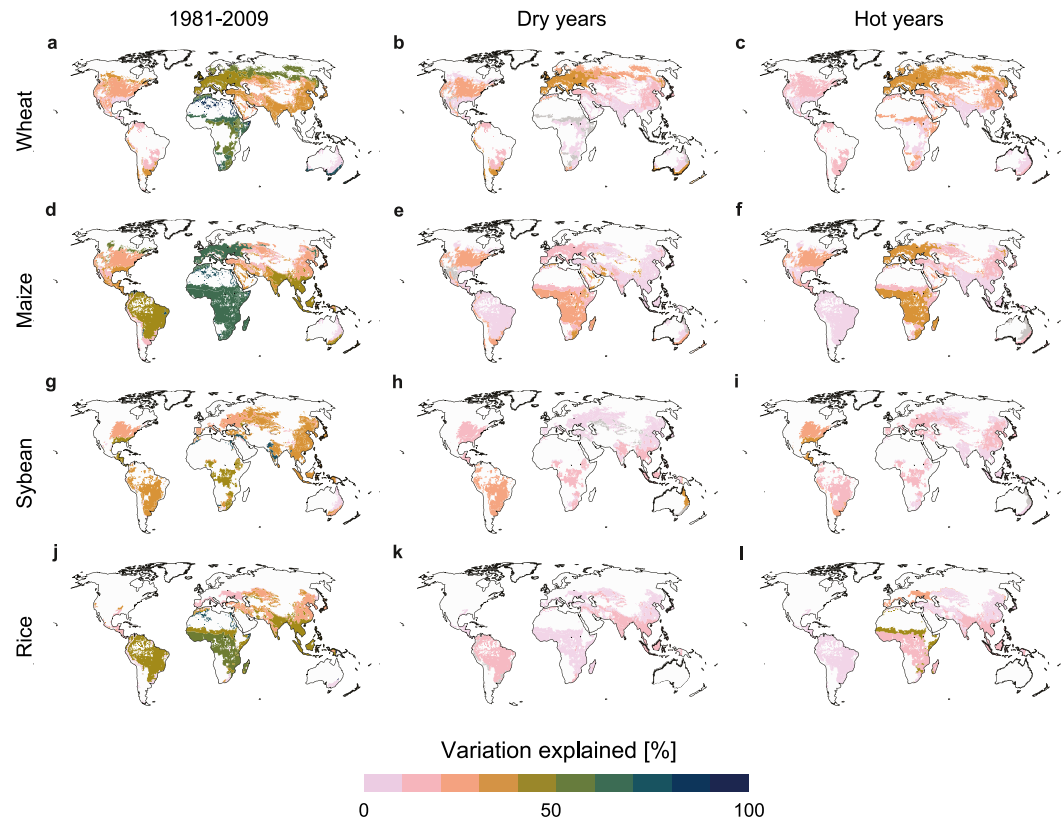 1981-2009 Dry years Hot years
a b c
Wheat
d e f
Maize
g h i
Sybean
j k l
Rice
Variation explained [%]
0 50 100